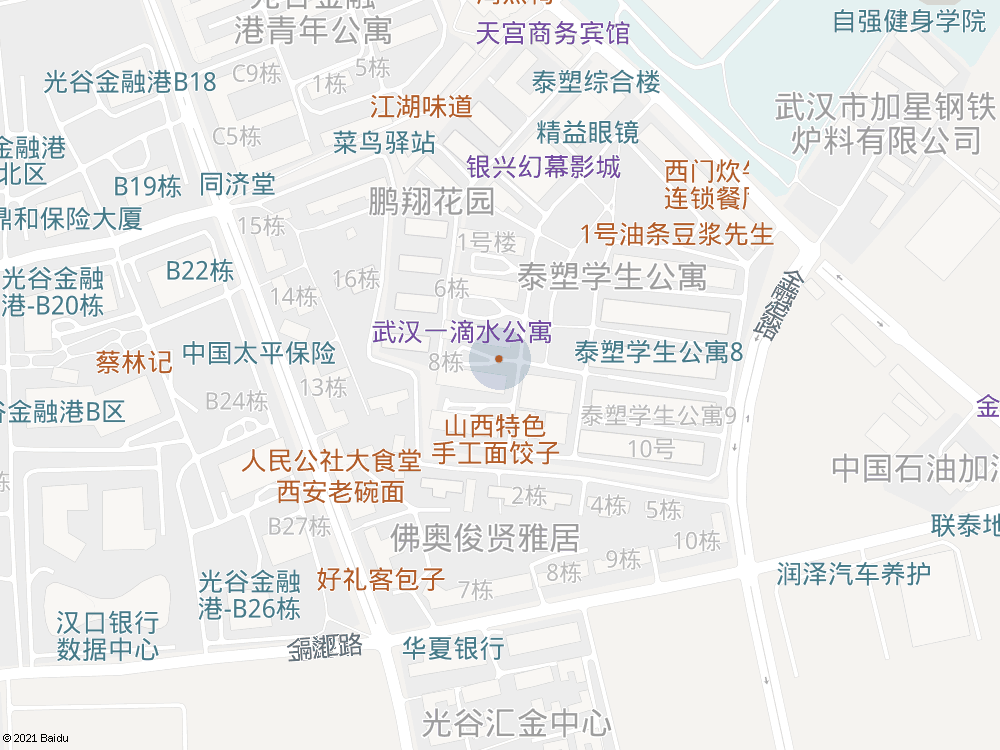 光谷金融
港青年公寓
天宫商务宾馆
自强健身学院
光谷金融港B18
C9栋
5栋
1栋
泰塑综合楼
江湖味道
武汉市加星钢铁
炉料有限公司
C5栋
菜鸟驿站
精益眼镜
金融港
北区
银兴幻幕影城
西门炊
连锁餐
B19栋
同济堂
鹏翔花园
鼎和保险大厦
15栋
1号楼
1号油条豆浆先生
光谷金融
港-B20栋
B22栋
16栋
泰塑学生公寓
14栋
6栋
武汉一滴水公寓
中国太平保险
蔡林记
8栋
泰塑学生公寓8
13栋
B24栋
谷金融港B区
泰塑学生公寓9
金
山西特色
手工面饺子
10号
人民公社大食堂
中国石油加
西安老碗面
栋
2栋
4栋
5栋
B27栋
联泰地
佛奥俊贤雅居
10栋
9栋
8栋
好礼客包子
7栋
光谷金融
港-B26栋
润泽汽车养护
汉口银行
数据中心
华夏银行
光谷汇金中心
© 2021 Baidu